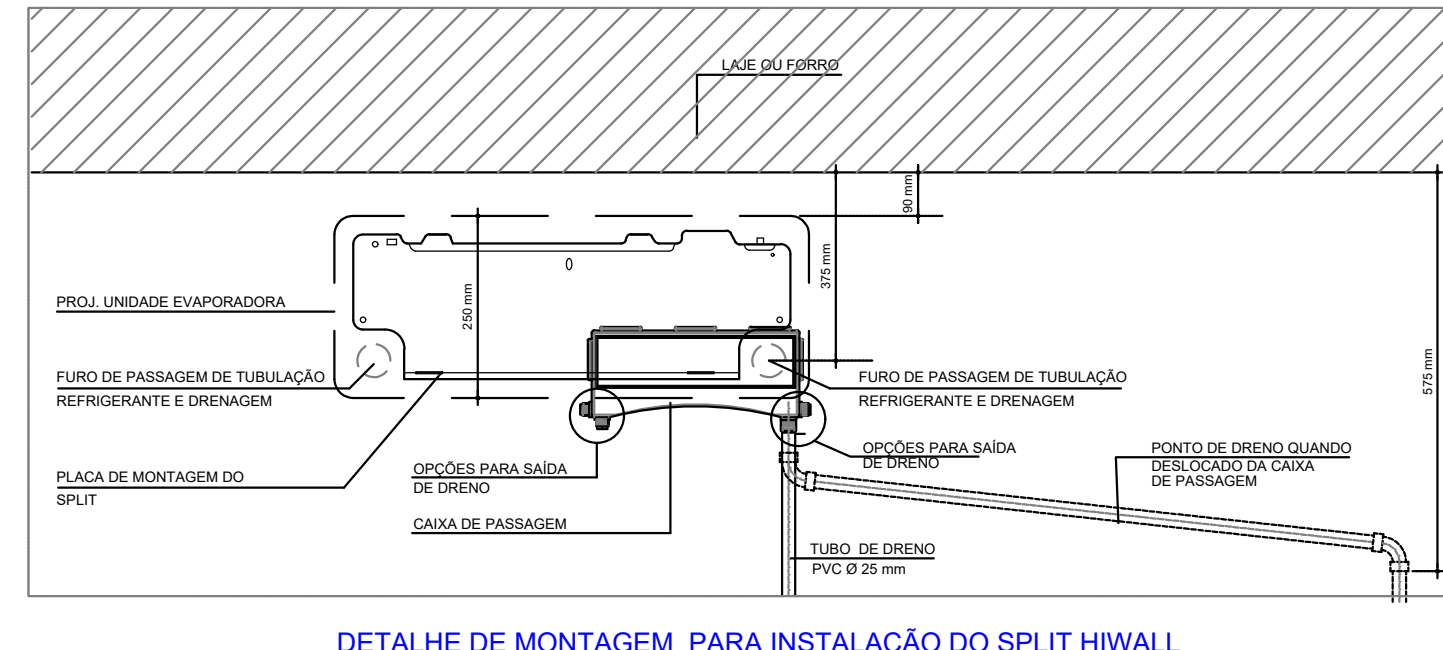 LAJE OU FORRO
90 mm
375 mm
250 mm
575 mm
PROJ. UNIDADE EVAPORADORA
FURO DE PASSAGEM DE TUBULAÇÃO
REFRIGERANTE E DRENAGEM
FURO DE PASSAGEM DE TUBULAÇÃO
REFRIGERANTE E DRENAGEM
PLACA DE MONTAGEM DO
SPLIT
OPÇÕES PARA SAÍDA
DE DRENO
OPÇÕES PARA SAÍDA
DE DRENO
PONTO DE DRENO QUANDO
DESLOCADO DA CAIXA
DE PASSAGEM
CAIXA DE PASSAGEM
TUBO DE DRENO
PVC Ø 25 mm
DETALHE DE MONTAGEM PARA INSTALAÇÃO DO SPLIT HIWALL